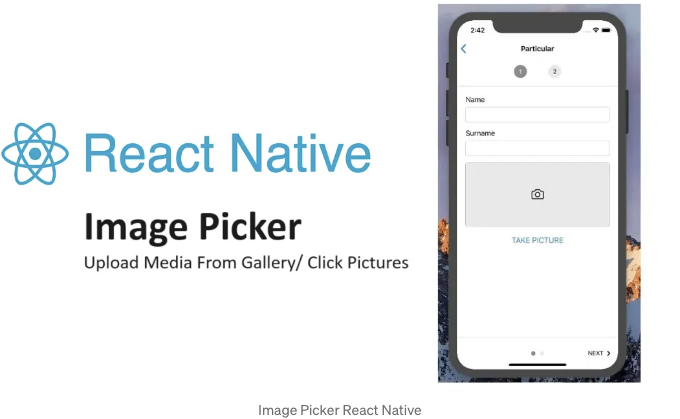 React Native
Image Picker
Upload Media From Gallery/ Click Pictures
2:42
Particular
1 2
Name
Surname
TAKE PICTURE
NEXT
Image Picker React Native